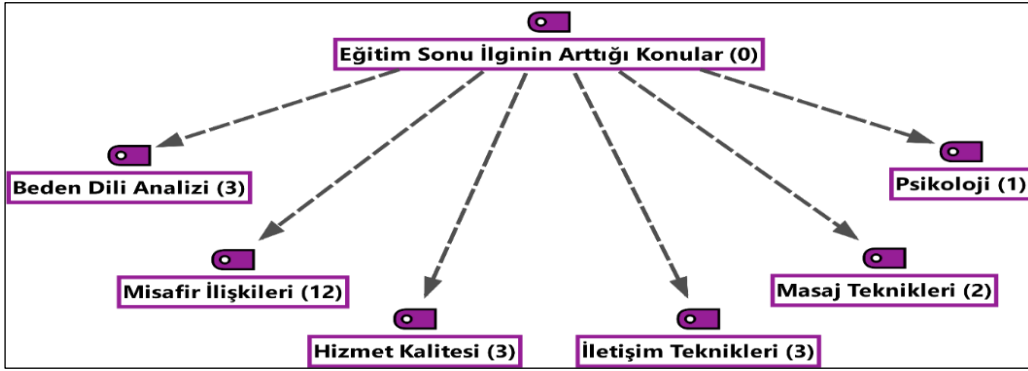 Eğitim Sonu İlginin Arttığı Konular (0)
Beden Dili Analizi (3)
Psikoloji (1)
Misafir İlişkileri (12)
Masaj Teknikleri (2)
Hizmet Kalitesi (3)
İletişim Teknikleri (3)